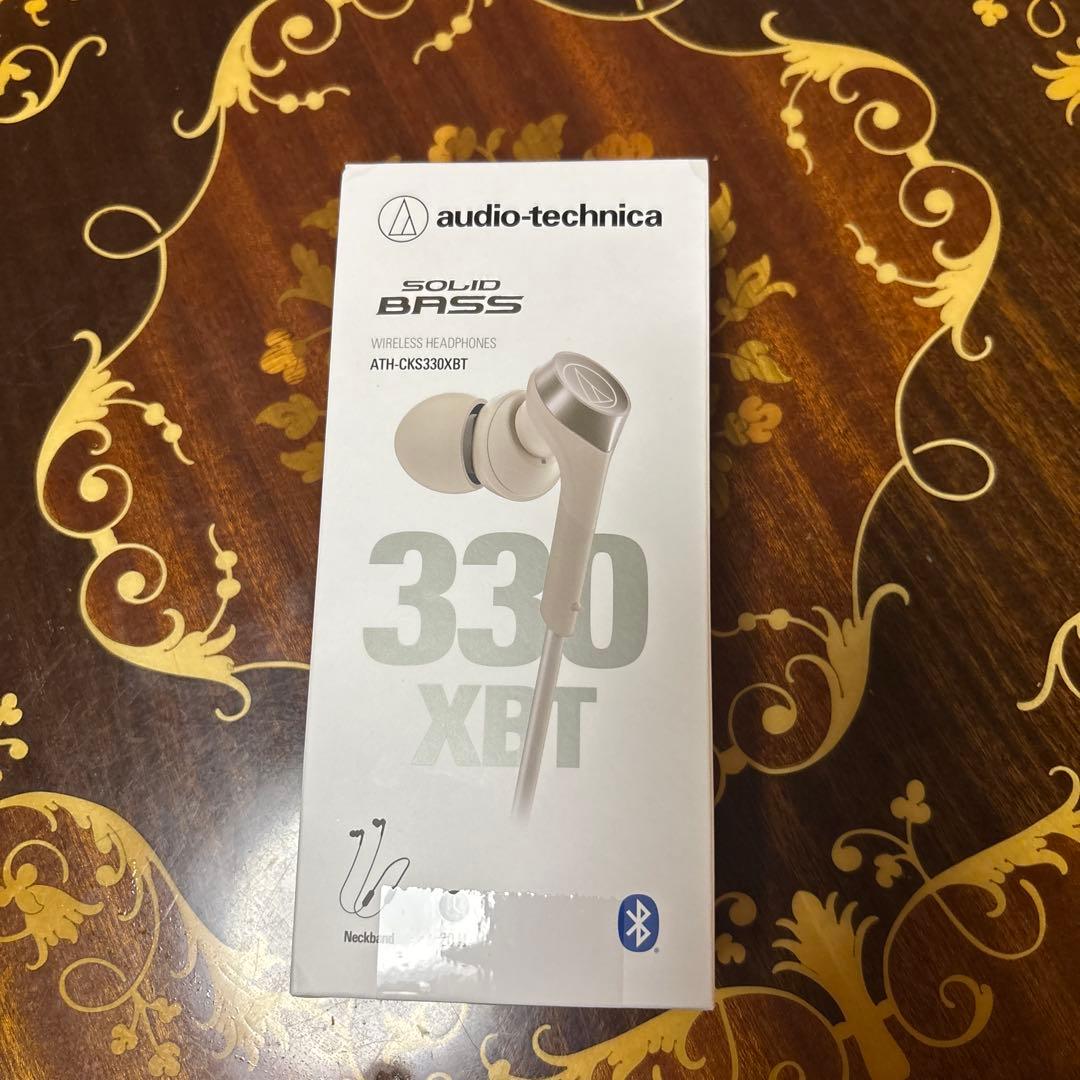 audio-technica
SOLID
BASS
WIRELESS HEADPHONES
ATH-CKS330XBT
330
XBT
Neckband